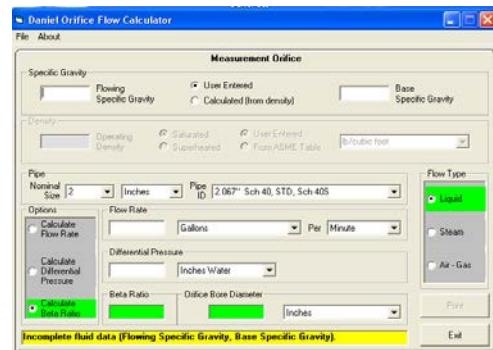 Daniel Orifice Flow Calculator
File About
Measurement Orifice
Specific Gravity
Flowing Specific Gravity
User Entered
Calculated (from density)
Base Specific Gravity
Density
Operating Density
Saturated
Superheated
User Entered
From ASME Table
lb/cubic foot
Pipe
Nominal Size 2 Inches Pipe ID 2.067" Sch 40, STD, Sch 40S
Flow Type
Liquid
Steam
Air - Gas
Options
Calculate Flow Rate
Calculate Differential Pressure
Calculate Beta Ratio
Flow Rate
Gallons Per Minute
Differential Pressure
Inches Water
Beta Ratio
Orifice Bore Diameter
Inches
Print
Exit
Incomplete fluid data (Flowing Specific Gravity, Base Specific Gravity).